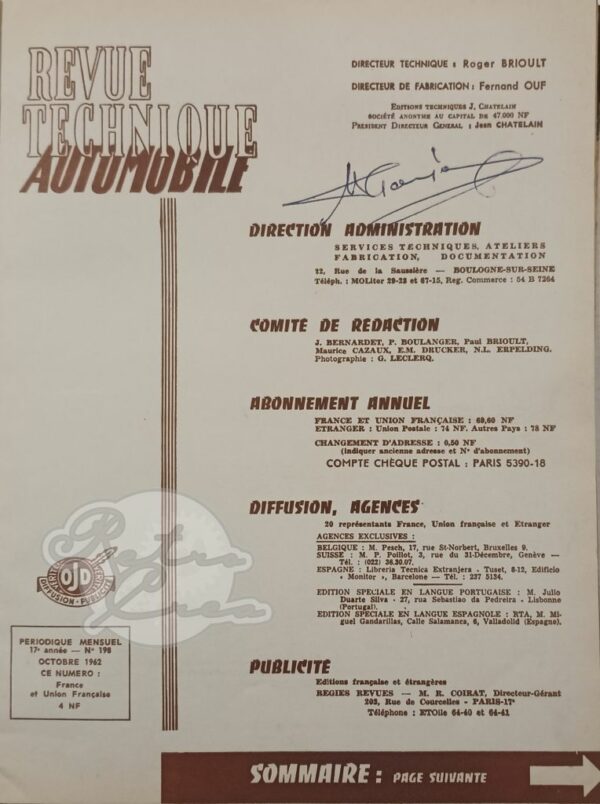 REVUE
TECHNIQUE
AUTOMOBILE
DIRECTEUR TECHNIQUE : Roger BRIOULT
DIRECTEUR DE FABRICATION : Fernand OUF
EDITIONS TECHNIQUES J. CHATELAIN
SOCIÉTÉ ANONYME AU CAPITAL DE 47.000 NF
PRESIDENT DIRECTEUR GENERAL : Jean CHATELAIN
DIRECTION ADMINISTRATION
SERVICES TECHNIQUES, ATELIERS
FABRICATION, DOCUMENTATION
12, Rue de la Saussière — BOULOGNE-SUR-SEINE
Téléph. : MOLitor 29-23 et 67-15, Reg. Commerce : 54 B 7264
COMITÉ DE RÉDACTION
J. BERNARDET, P. BOULANGER, Paul BRIOULT,
Maurice CAZAUX, E.M. DRUCKER, N.L. ERPELDING.
Photographie : G. LECLERQ.
ABONNEMENT ANNUEL
FRANCE ET UNION FRANÇAISE : 69,60 NF
ETRANGER : Union Postale : 74 NF. Autres Pays : 78 NF
CHANGEMENT D'ADRESSE : 0,50 NF
(indiquer ancienne adresse et N° d'abonnement)
COMPTE CHÈQUE POSTAL : PARIS 5390-18
DIFFUSION, AGENCES
20 représentants France, Union française et Etranger
AGENCES EXCLUSIVES :
BELGIQUE : M. Pesch, 17, rue St-Norbert, Bruxelles 9.
SUISSE : M. P. Poillot, 3, rue du 31-Décembre, Genève —
Tél. : (022) 36.30.07.
ESPAGNE : Libreria Tecnica Extranjera - Tuset, 8-12, Edificio
« Monitor », Barcelone — Tél. : 237 5134.
EDITION SPECIALE EN LANGUE PORTUGAISE : M. Julio
Duarte Silva - 27, rua Sebastiao da Pedreira - Lisbonne
(Portugal).
EDITION SPECIALE EN LANGUE ESPAGNOLE : RTA, M. Mi-
guel Gandarillas, Calle Salamanca, 6, Valladolid (Espagne).
Retro
Crea
OJD
DIFFUSION
PERIODIQUE MENSUEL
17e année — N° 198
OCTOBRE 1962
CE NUMERO :
France
et Union Française
4 NF
PUBLICITÉ
Editions française et étrangères
REGIES REVUES — M. R. COIRAT, Directeur-Gérant
203, Rue de Courcelles - PARIS-17e
Téléphone : ETOile 64-40 et 64-41
SOMMAIRE : PAGE SUIVANTE